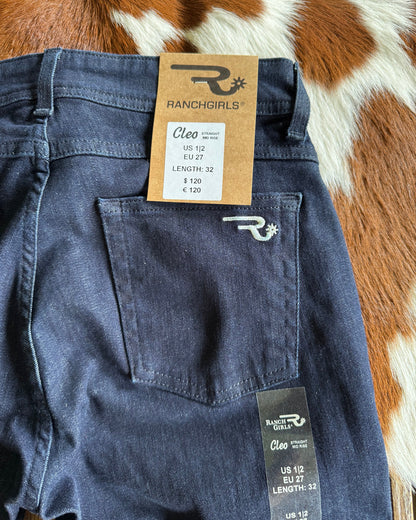 RANCHGIRLS®
Cleo STRAIGHT
MID RISE
US 1|2
EU 27
LENGTH: 32
$ 120
€ 120
RANCH
GIRLS®
Cleo STRAIGHT
MID RISE
US 1|2
EU 27
LENGTH: 32
US 1|2